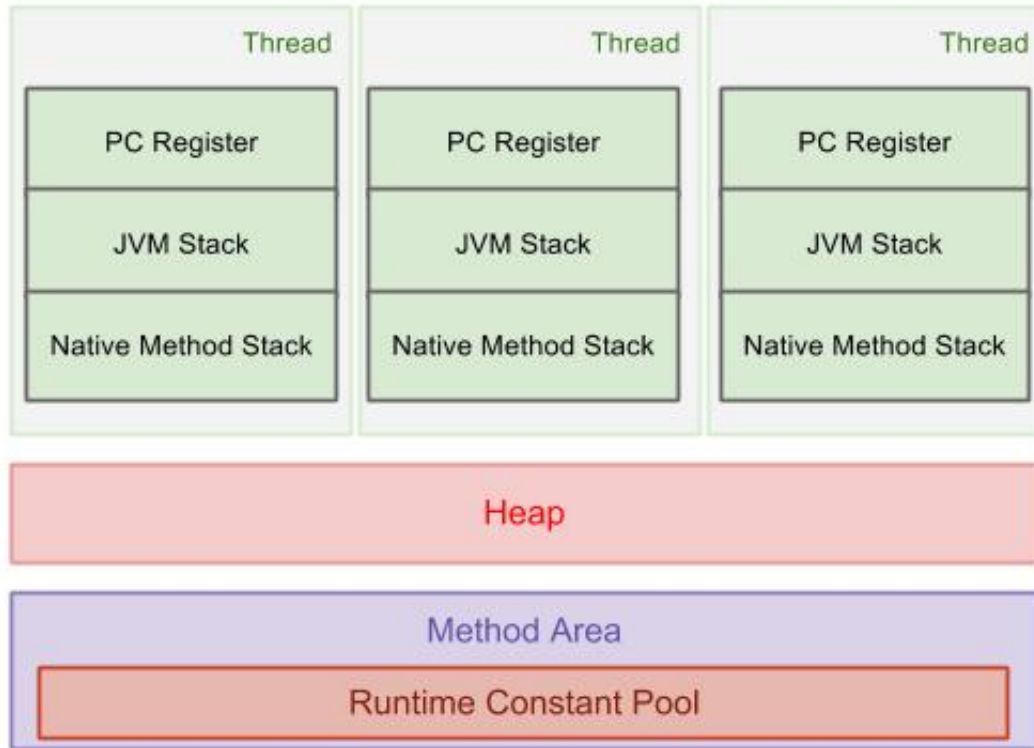 Thread
Thread
Thread
PC Register
PC Register
PC Register
JVM Stack
JVM Stack
JVM Stack
Native Method Stack
Native Method Stack
Native Method Stack
Heap
Method Area
Runtime Constant Pool